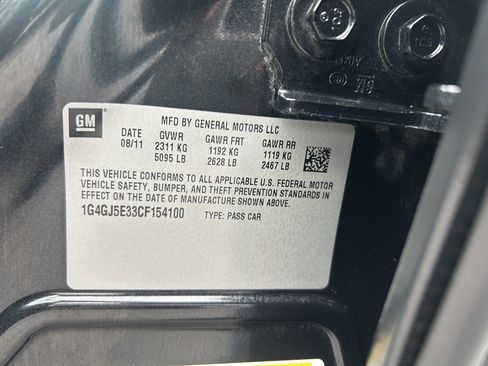 GM
MFD BY GENERAL MOTORS LLC
DATE GVWR GAWR FRT GAWR RR
08/11 2311 KG 1192 KG 1119 KG
5095 LB 2628 LB 2467 LB
THIS VEHICLE CONFORMS TO ALL APPLICABLE U.S. FEDERAL MOTOR
VEHICLE SAFETY, BUMPER, AND THEFT PREVENTION STANDARDS
IN EFFECT ON THE DATE OF MANUFACTURE SHOWN ABOVE.
1G4GJ5E33CF154100 TYPE: PASS CAR